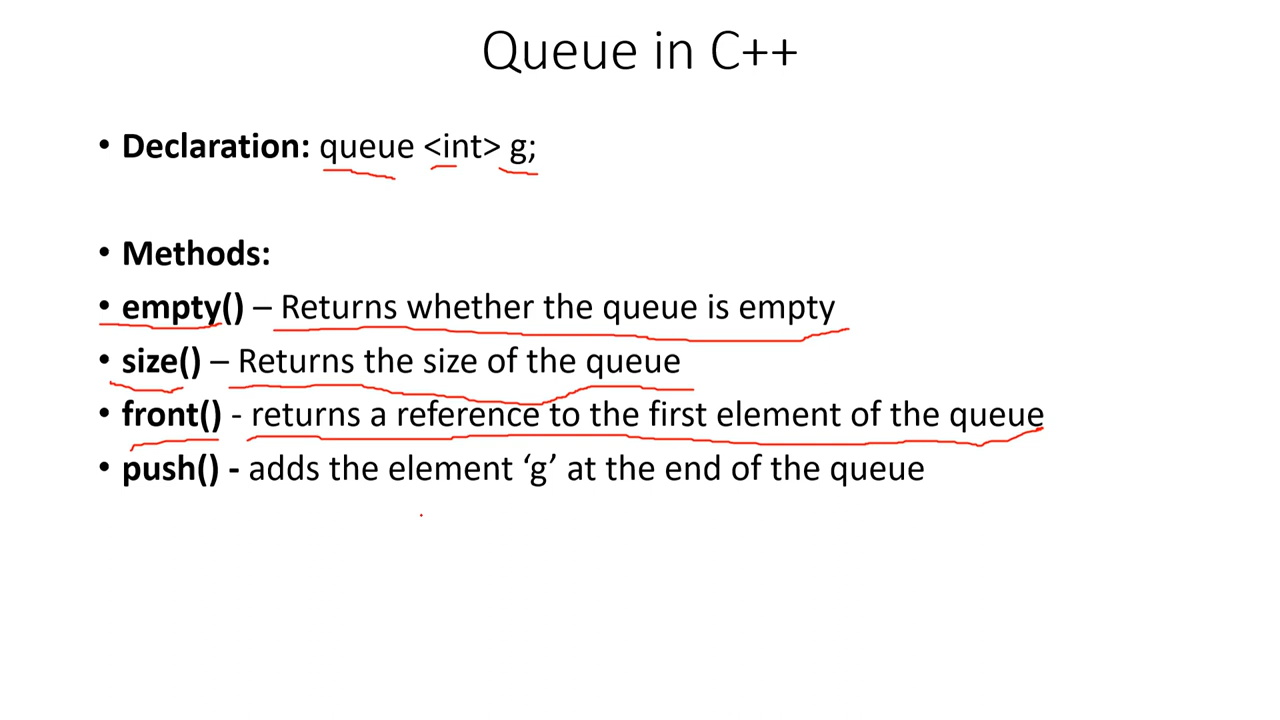 Queue in C++
• Declaration: queue <int> g;
• Methods:
• empty() – Returns whether the queue is empty
• size() – Returns the size of the queue
• front() - returns a reference to the first element of the queue
• push() - adds the element ‘g’ at the end of the queue